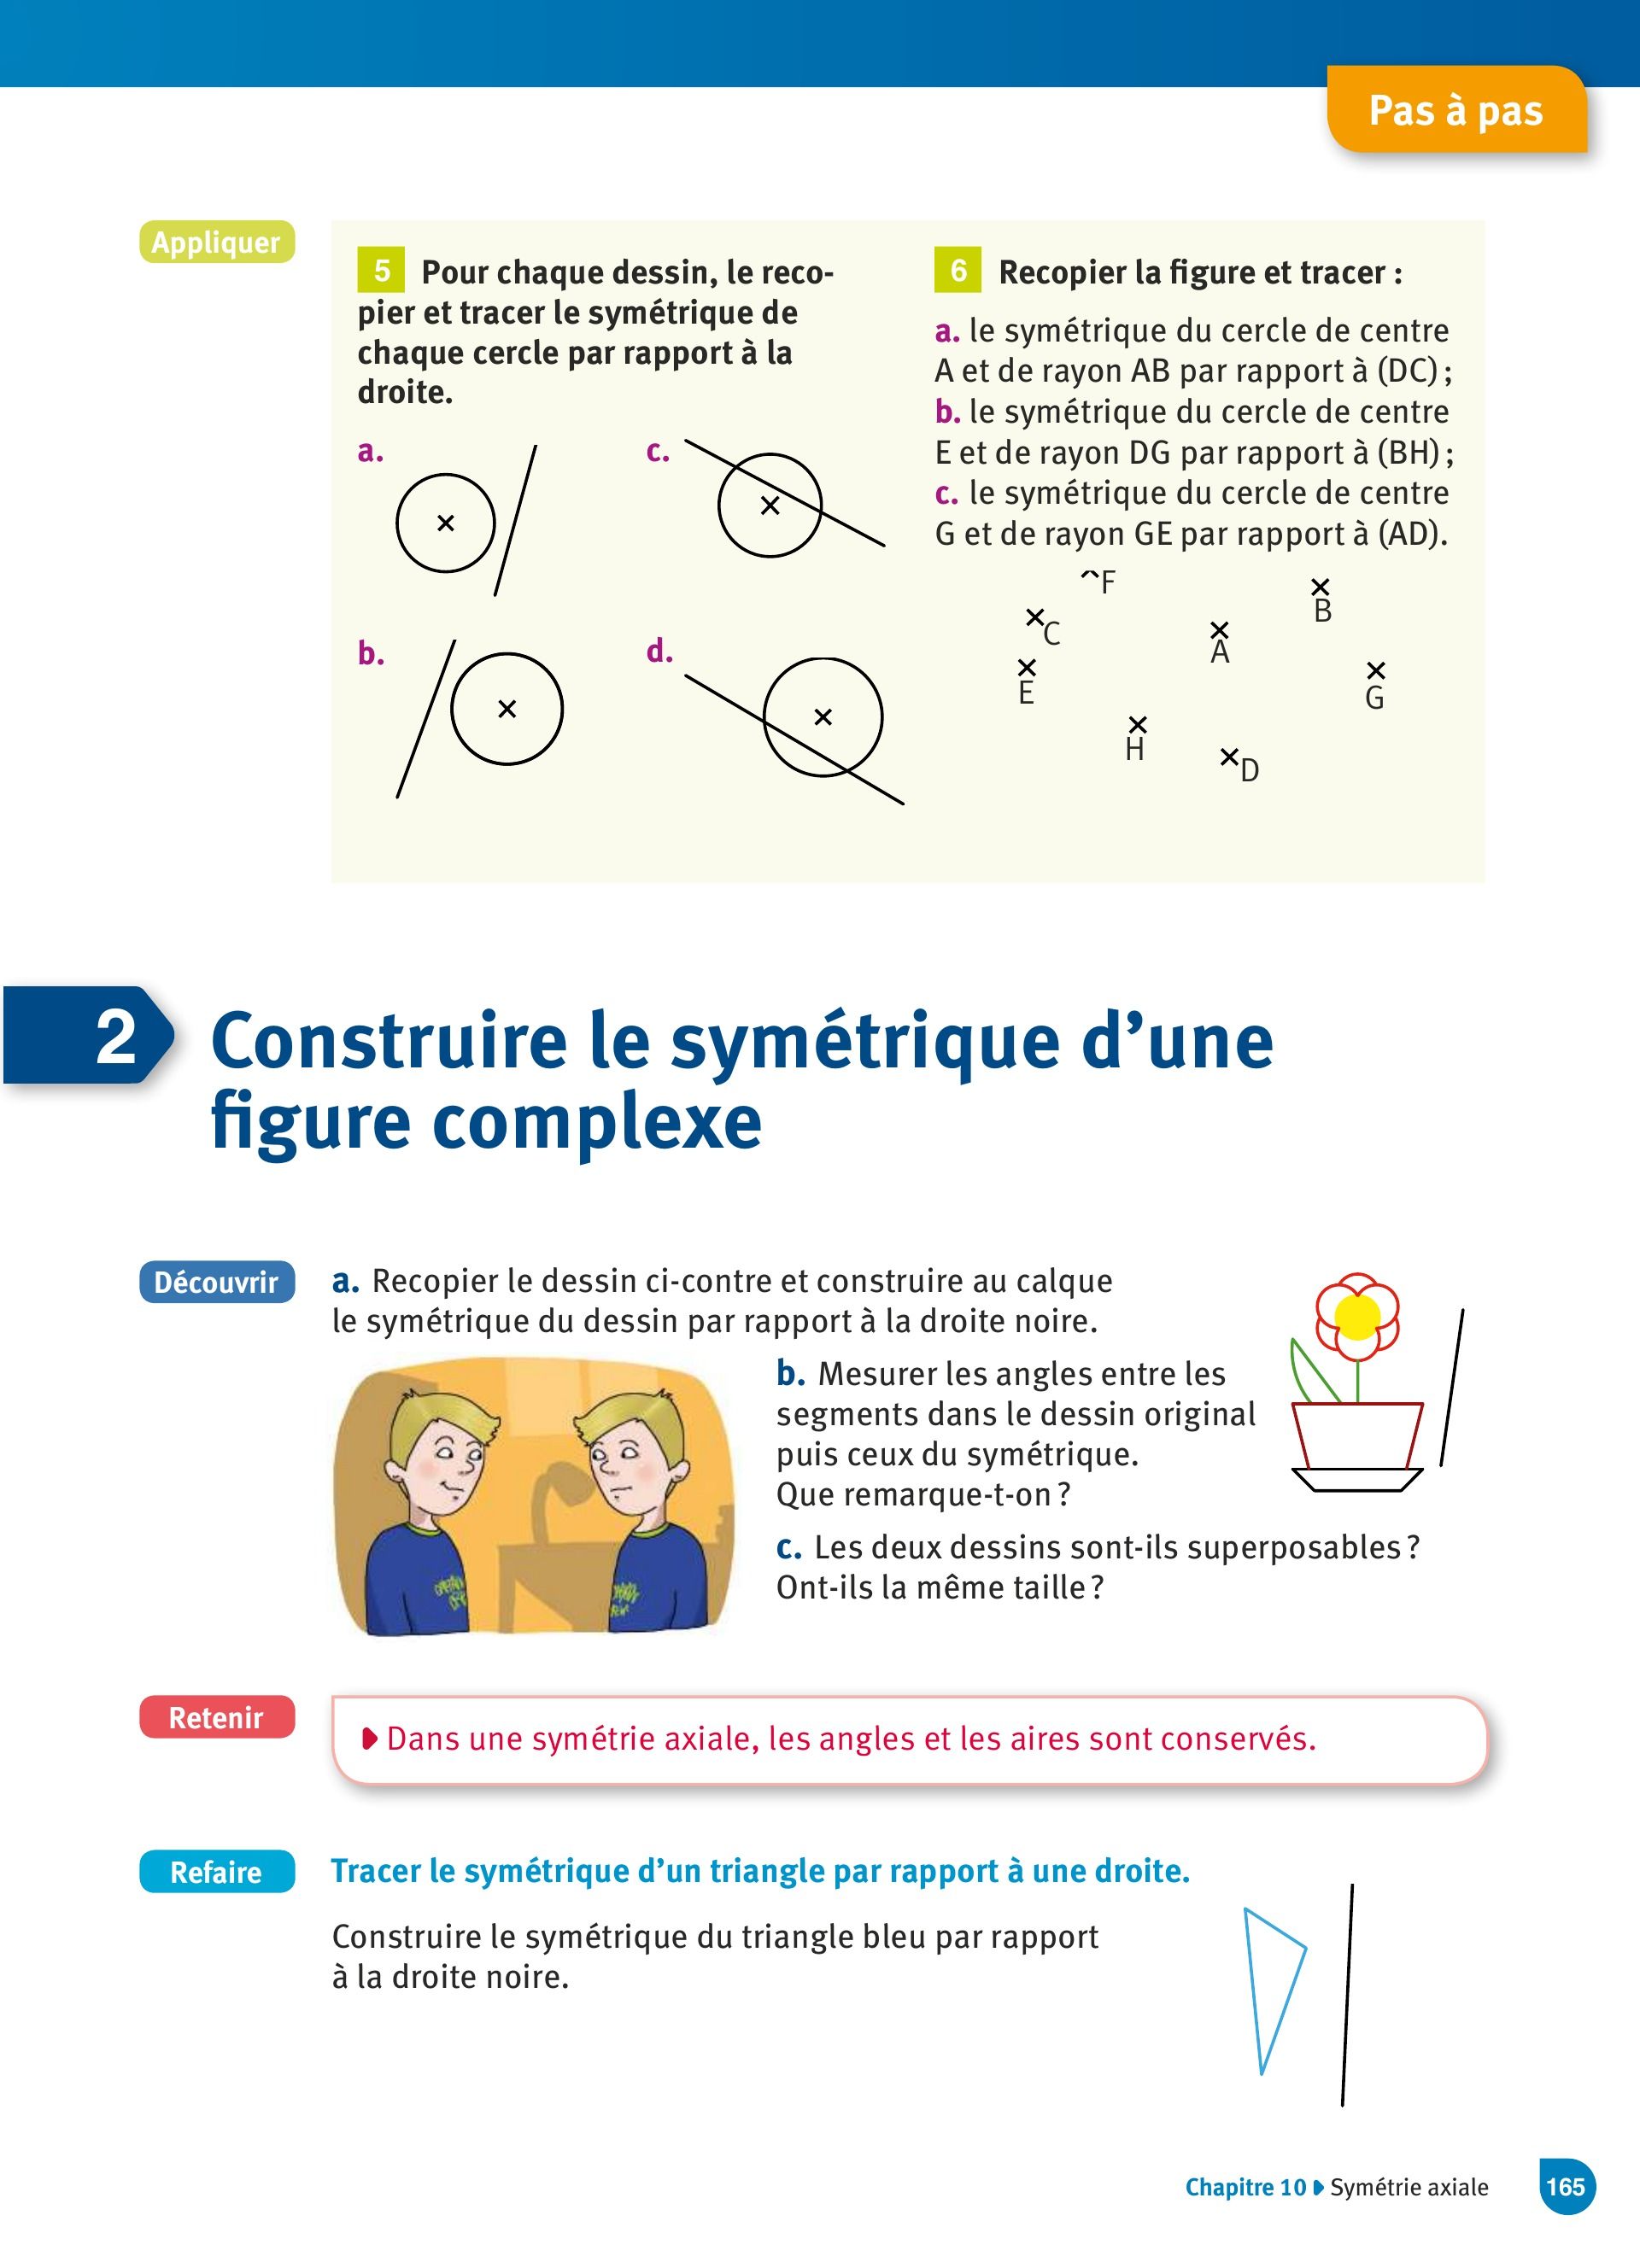 Pas à pas
Appliquer
5 Pour chaque dessin, le reco-
pier et tracer le symétrique de
chaque cercle par rapport à la
droite.
a.
c.
b.
d.
6 Recopier la figure et tracer :
a. le symétrique du cercle de centre
A et de rayon AB par rapport à (DC) ;
b. le symétrique du cercle de centre
E et de rayon DG par rapport à (BH) ;
c. le symétrique du cercle de centre
G et de rayon GE par rapport à (AD).
F
B
C
A
E
G
H
D
2 Construire le symétrique d’une
figure complexe
Découvrir
a. Recopier le dessin ci-contre et construire au calque
le symétrique du dessin par rapport à la droite noire.
b. Mesurer les angles entre les
segments dans le dessin original
puis ceux du symétrique.
Que remarque-t-on ?
c. Les deux dessins sont-ils superposables ?
Ont-ils la même taille ?
Retenir
Dans une symétrie axiale, les angles et les aires sont conservés.
Refaire
Tracer le symétrique d’un triangle par rapport à une droite.
Construire le symétrique du triangle bleu par rapport
à la droite noire.
Chapitre 10 Symétrie axiale
165